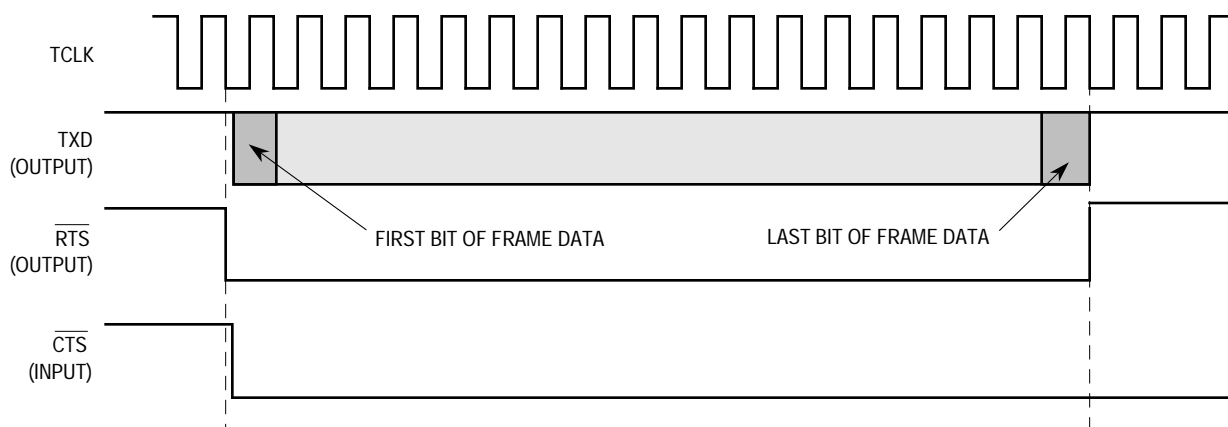 TCLK
TXD
(OUTPUT)
RTS
(OUTPUT)
FIRST BIT OF FRAME DATA
LAST BIT OF FRAME DATA
CTS
(INPUT)